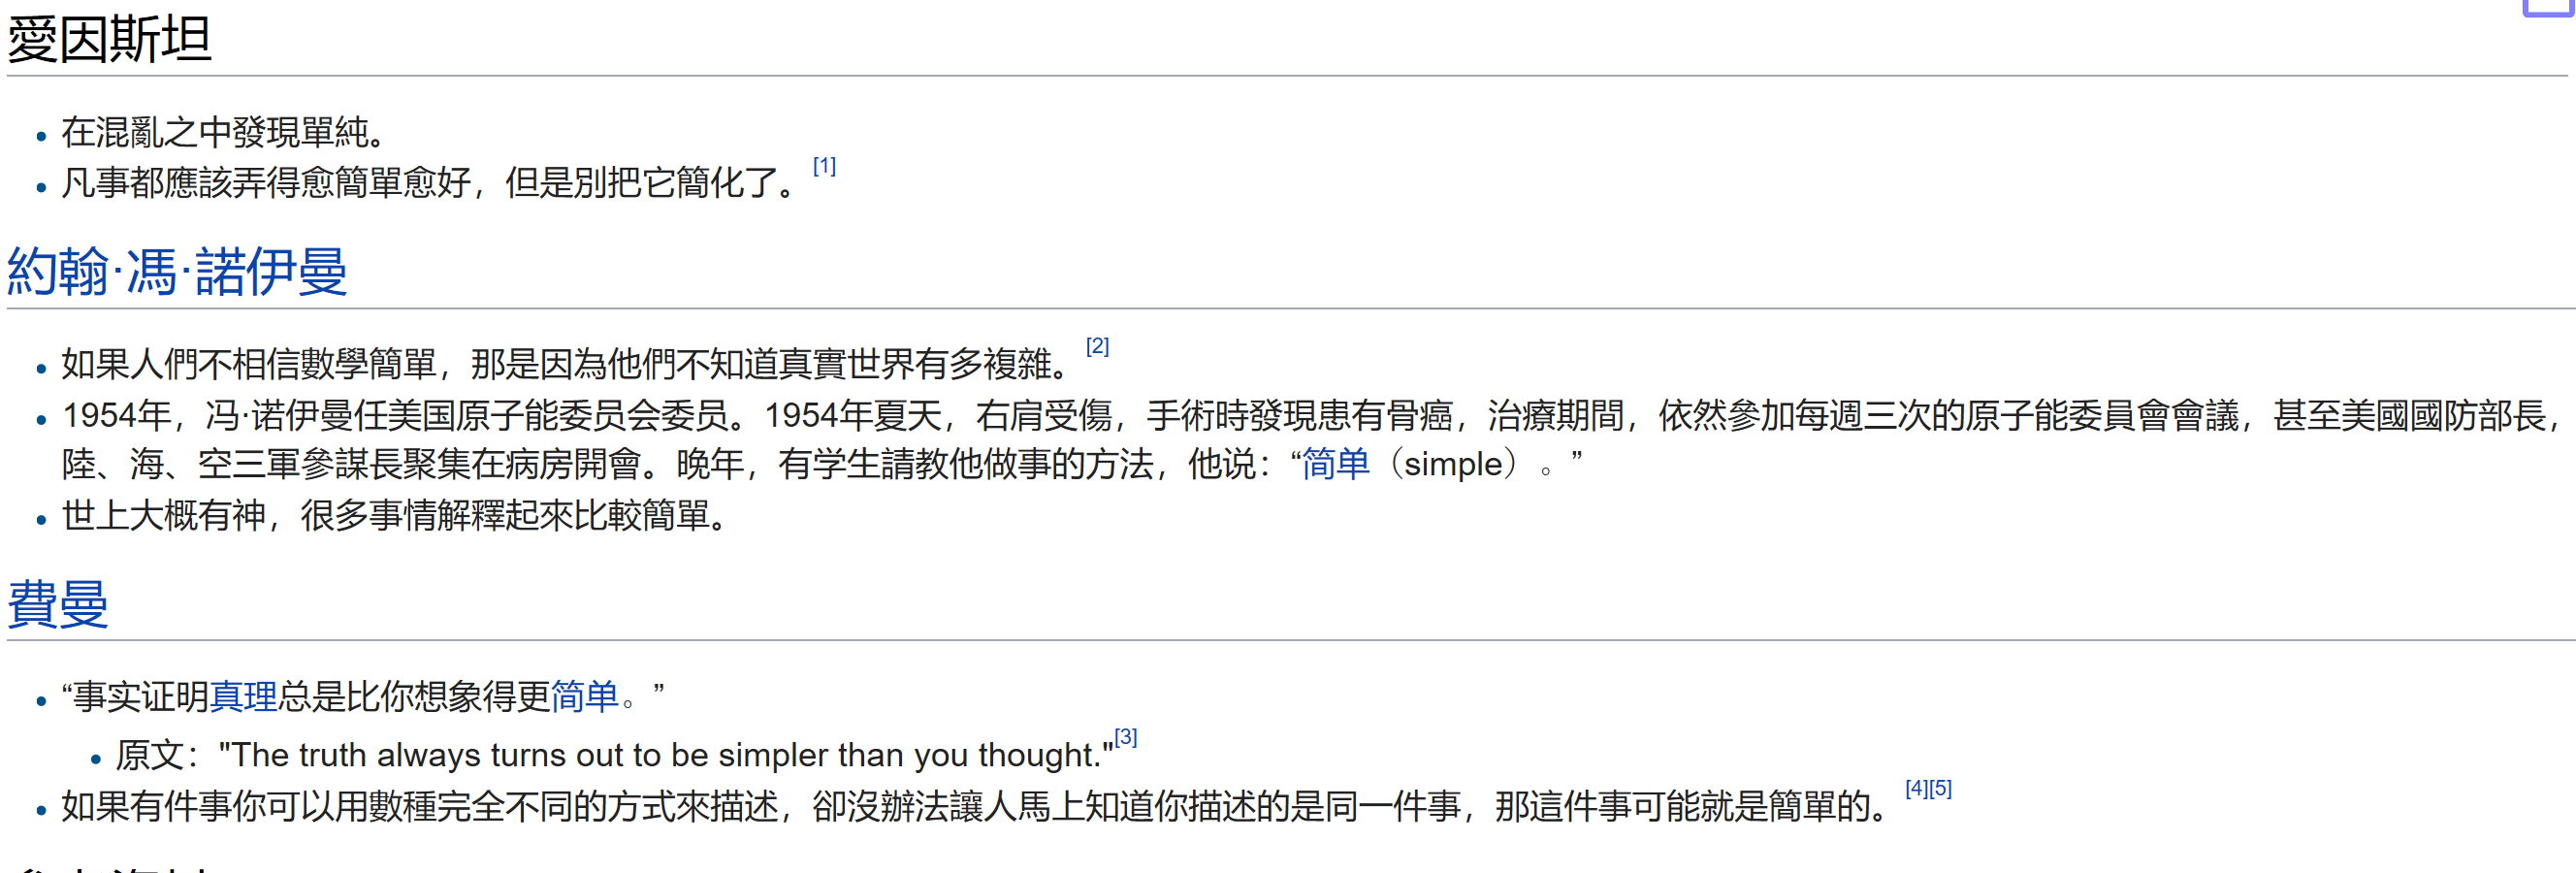 愛因斯坦
在混亂之中發現單純。
凡事都應該弄得愈簡單愈好，但是別把它簡化了。[1]
約翰·馮·諾伊曼
如果人們不相信數學簡單，那是因為他們不知道真實世界有多複雜。[2]
1954年，冯·诺伊曼任美国原子能委员会委员。1954年夏天，右肩受傷，手術時發現患有骨癌，治療期間，依然參加每週三次的原子能委員會會議，甚至美國國防部長，
陸、海、空三軍參謀長聚集在病房開會。晚年，有学生請教他做事的方法，他说：“简单（simple）。”
世上大概有神，很多事情解釋起來比較簡單。
費曼
“事实证明真理总是比你想象得更简单。”
原文："The truth always turns out to be simpler than you thought."[3]
如果有件事你可以用數種完全不同的方式來描述，卻沒辦法讓人馬上知道你描述的是同一件事，那這件事可能就是簡單的。[4][5]